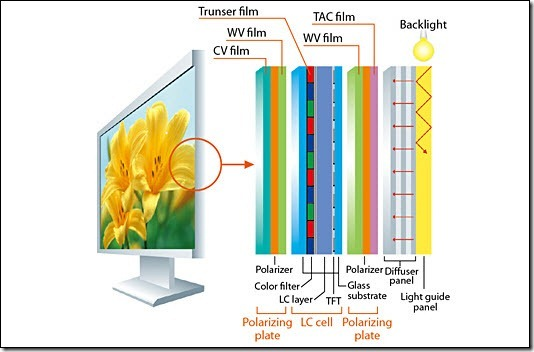 Trunser film
TAC film
Backlight
WV film
WV film
CV film
Polarizer
Polarizer
Diffuser
panel
Color filter
Glass
substrate
LC layer
TFT
Light guide
panel
Polarizing
plate
LC cell
Polarizing
plate